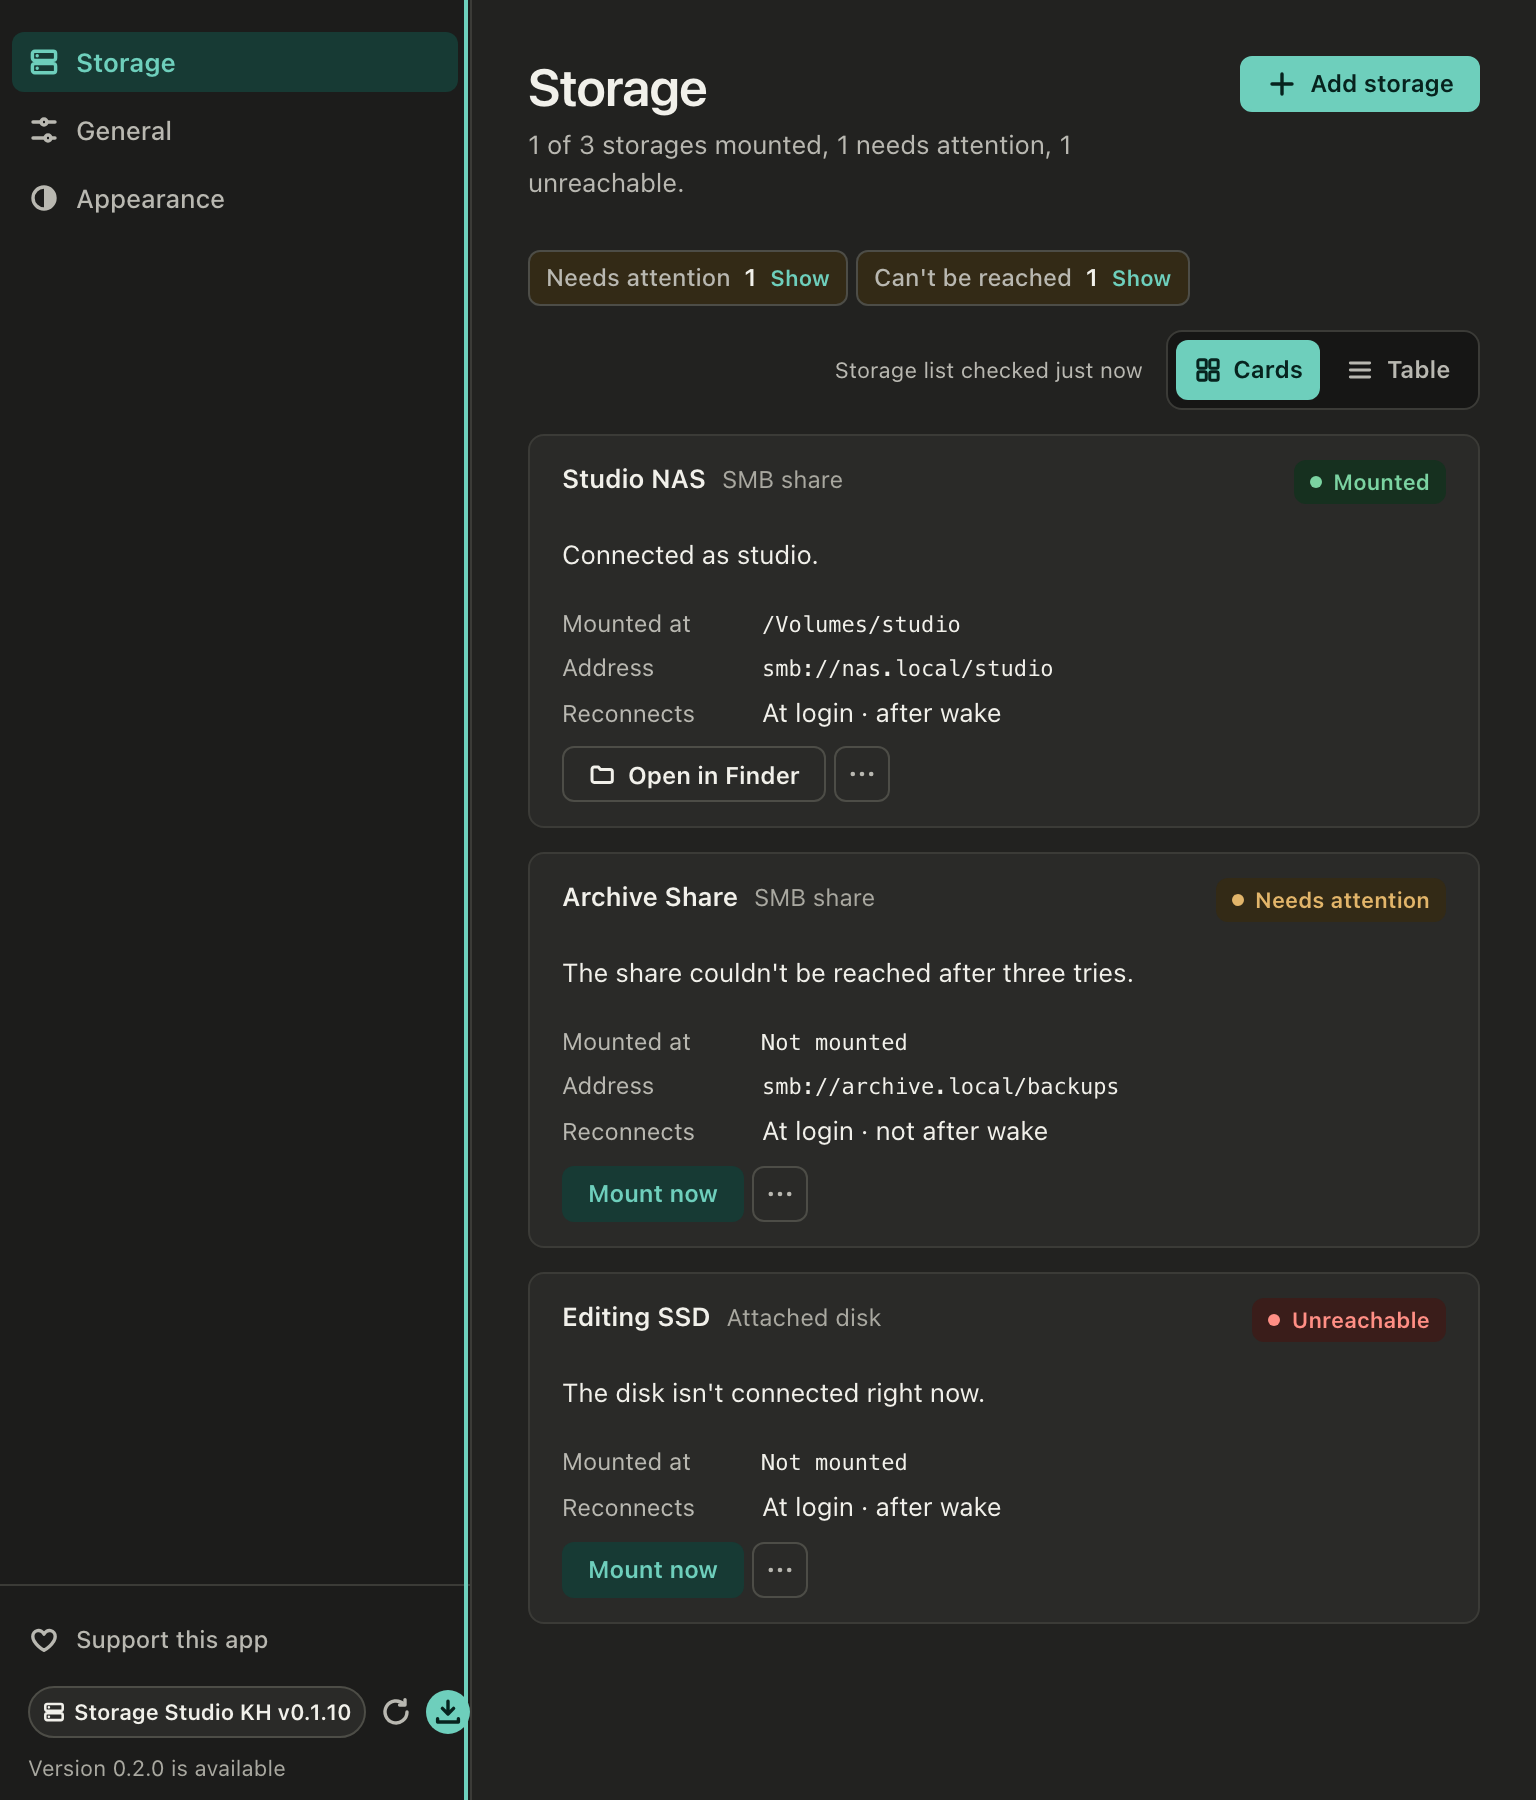 Storage
General
Appearance
Support this app
Storage Studio KH v0.1.10
Version 0.2.0 is available
Storage
Add storage
1 of 3 storages mounted, 1 needs attention, 1
unreachable.
Needs attention 1 Show
Can't be reached 1 Show
Storage list checked just now
Cards
Table
Studio NAS SMB share
Mounted
Connected as studio.
Mounted at /Volumes/studio
Address smb://nas.local/studio
Reconnects At login · after wake
Open in Finder
Archive Share SMB share
Needs attention
The share couldn't be reached after three tries.
Mounted at Not mounted
Address smb://archive.local/backups
Reconnects At login · not after wake
Mount now
Editing SSD Attached disk
Unreachable
The disk isn't connected right now.
Mounted at Not mounted
Reconnects At login · after wake
Mount now